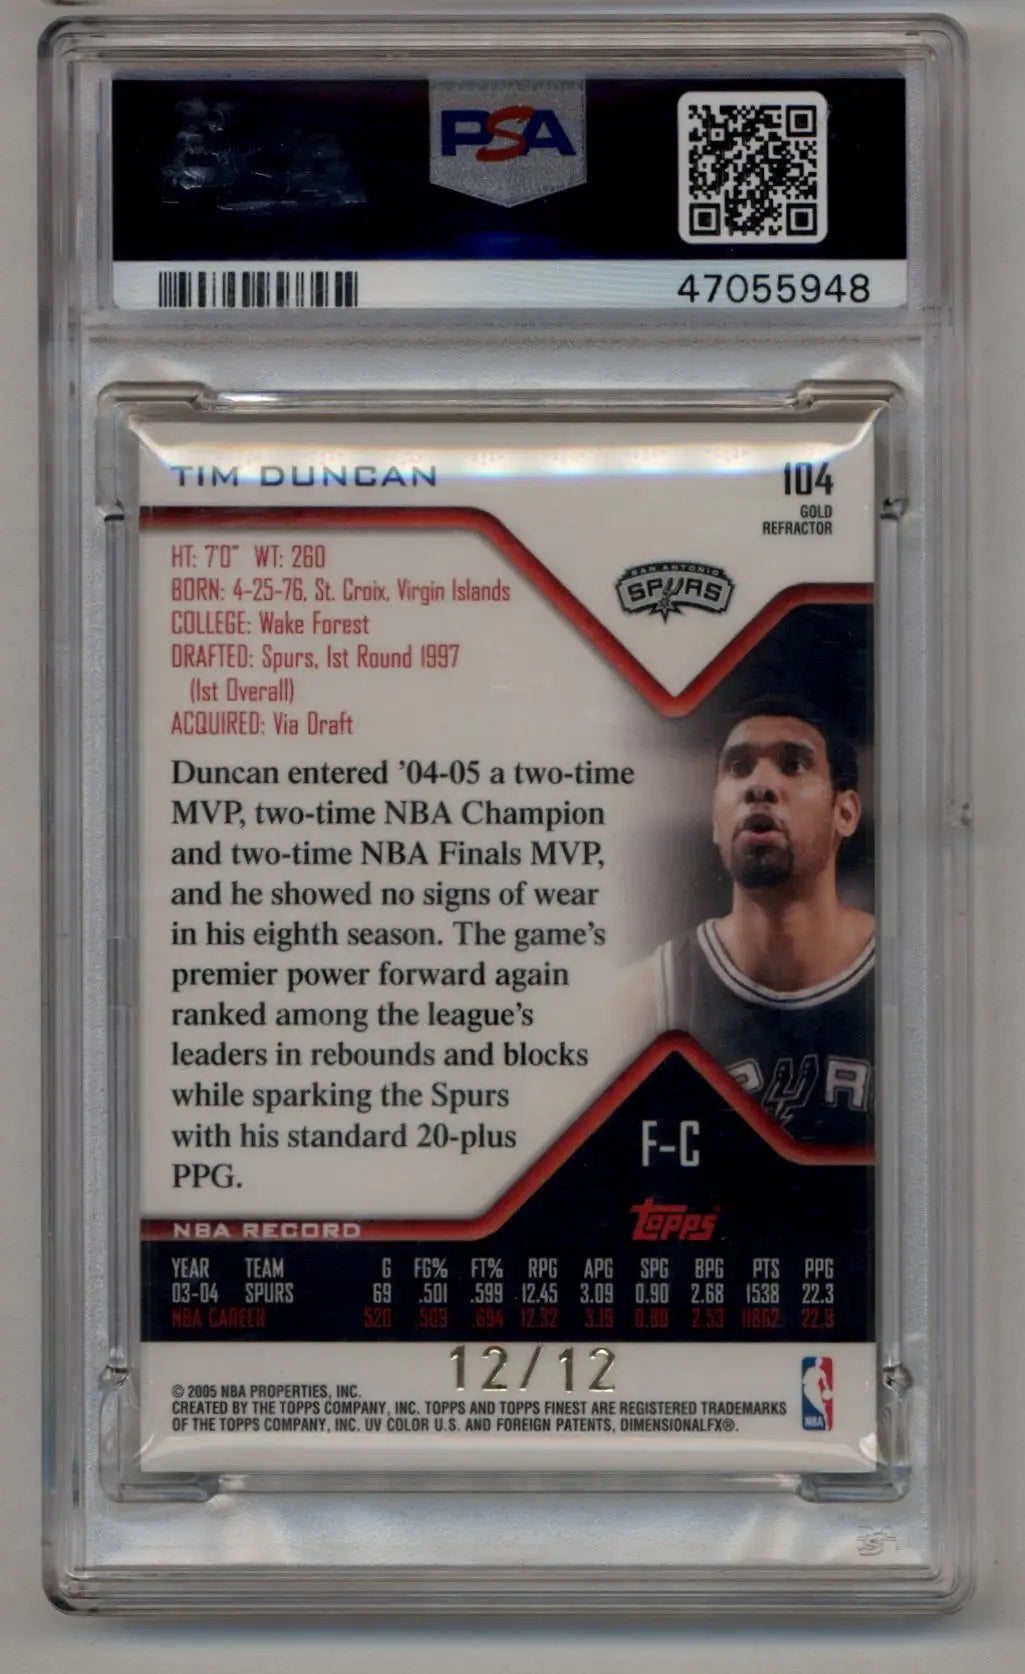 PSA
47055948
TIM DUNCAN
104
GOLD
REFRACTOR
HT: 7'0" WT: 260
BORN: 4-25-76, St. Croix, Virgin Islands
COLLEGE: Wake Forest
DRAFTED: Spurs, 1st Round 1997
(1st Overall)
ACQUIRED: Via Draft
SAN ANTONIO
SPURS
Duncan entered ’04-05 a two-time
MVP, two-time NBA Champion
and two-time NBA Finals MVP,
and he showed no signs of wear
in his eighth season. The game’s
premier power forward again
ranked among the league’s
leaders in rebounds and blocks
while sparking the Spurs
with his standard 20-plus
PPG.
F-C
Topps
NBA RECORD
YEAR TEAM G FG% FT% RPG APG SPG BPG PTS PPG
03-04 SPURS 69 .501 .599 12.45 3.09 0.90 2.68 1538 22.3
NBA CAREER 520 .509 .694 12.32 3.19 0.80 2.53 11862 22.8
12/12
© 2005 NBA PROPERTIES, INC.
CREATED BY THE TOPPS COMPANY, INC. TOPPS AND TOPPS FINEST ARE REGISTERED TRADEMARKS
OF THE TOPPS COMPANY, INC. UV COLOR U.S. AND FOREIGN PATENTS, DIMENSIONALFX®.
NBA